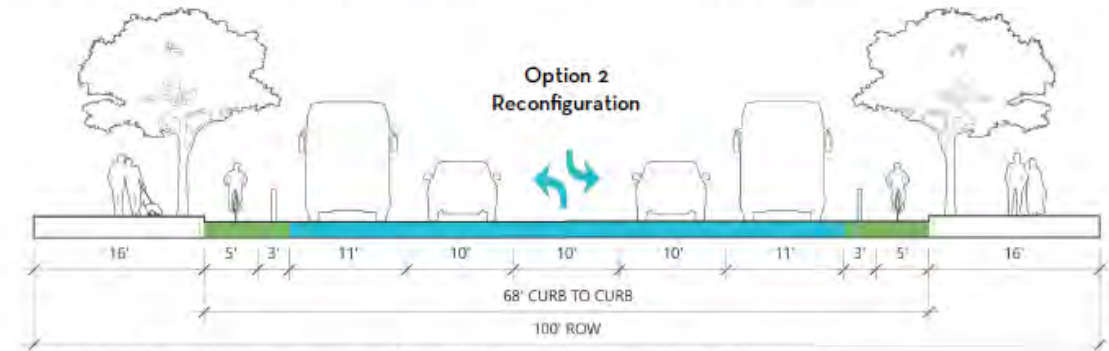 Option 2
Reconfiguration
16' 5' 3' 11' 10' 10' 10' 11' 3' 5' 16'
68' CURB TO CURB
100' ROW